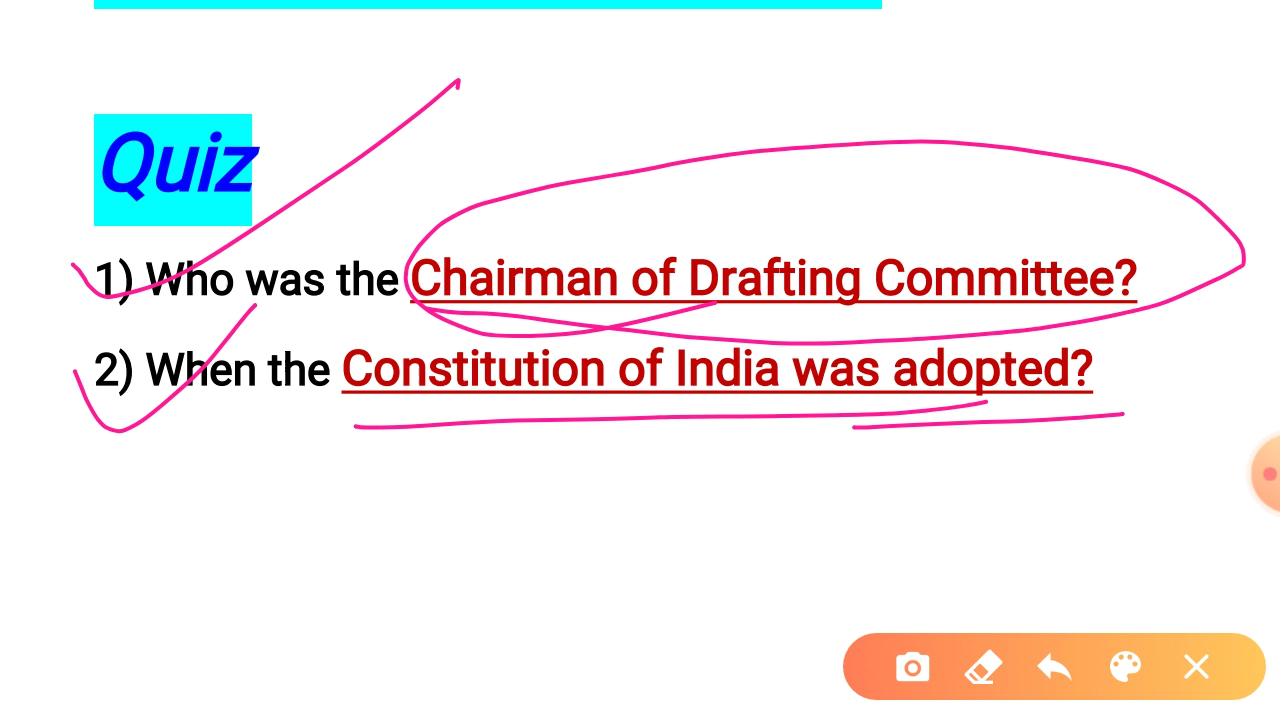 Quiz
1) Who was the Chairman of Drafting Committee?
2) When the Constitution of India was adopted?